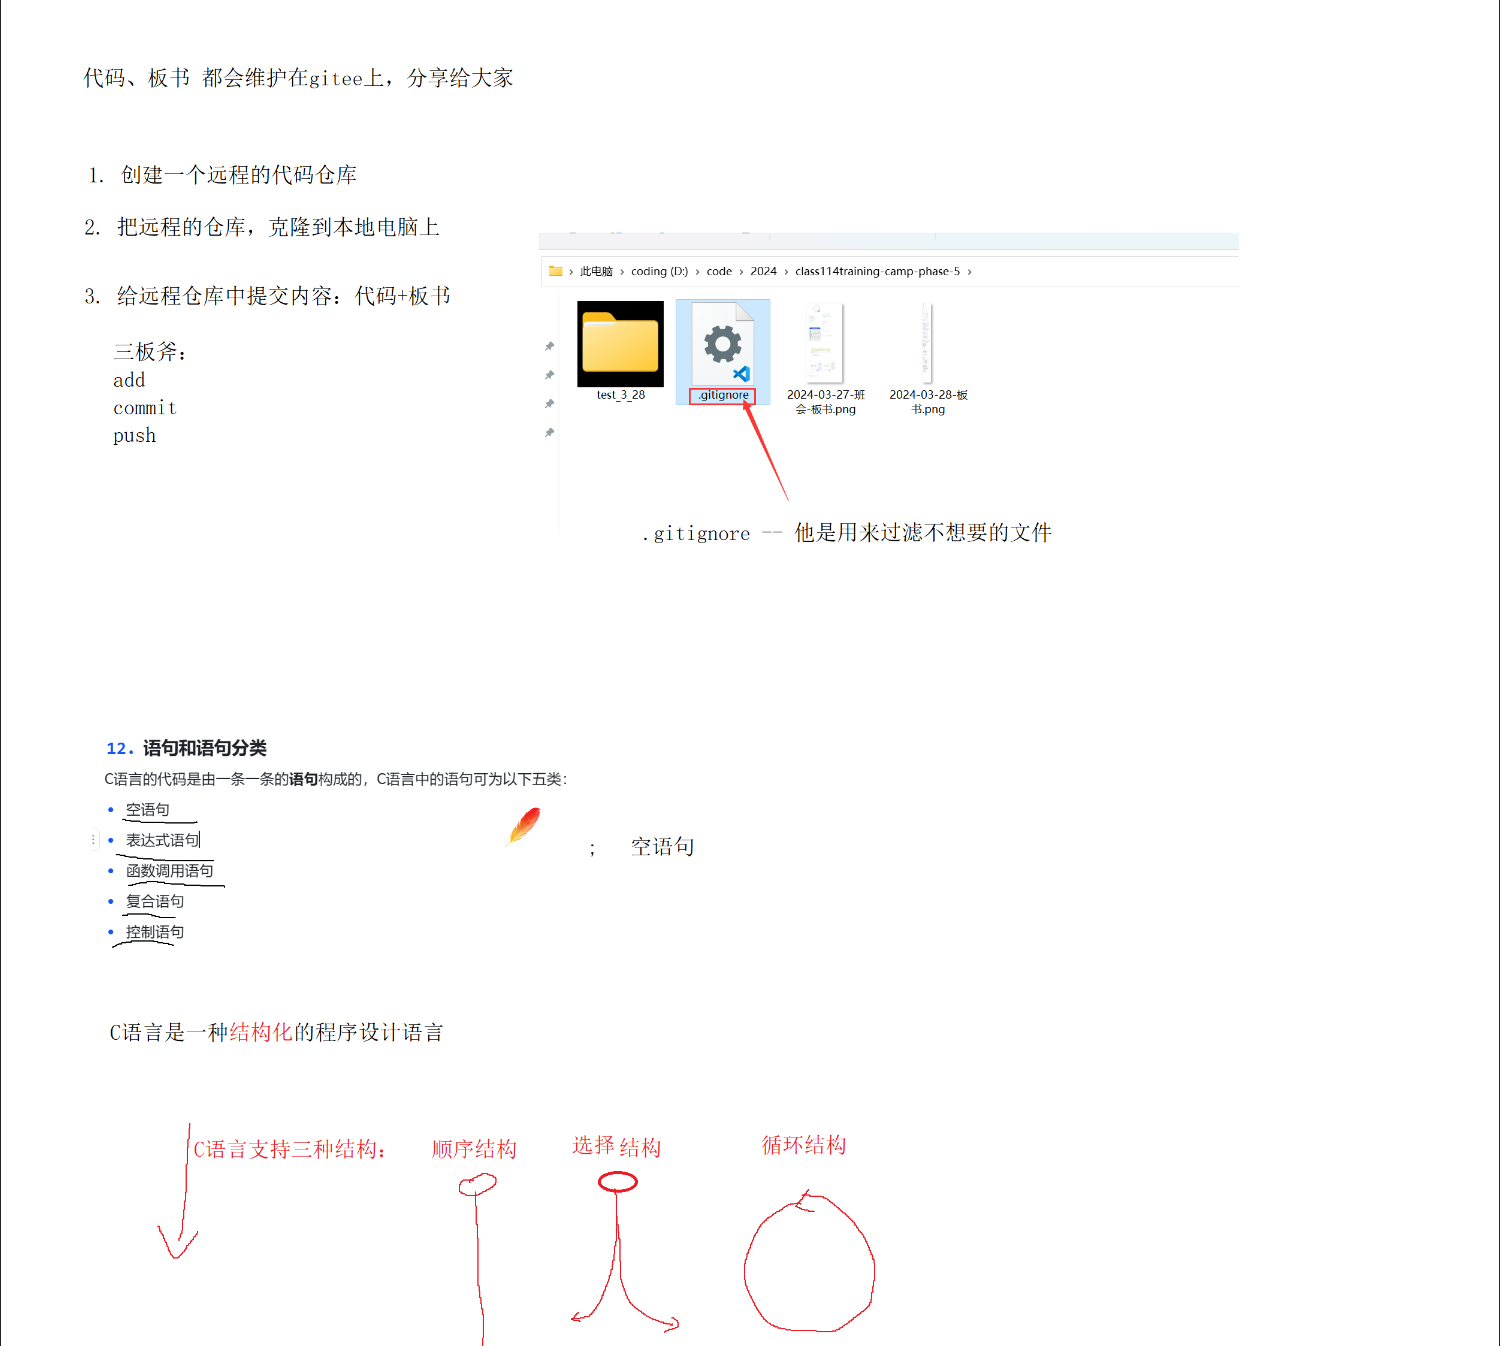 代码、板书 都会维护在gitee上，分享给大家
1. 创建一个远程的代码仓库
2. 把远程的仓库，克隆到本地电脑上
3. 给远程仓库中提交内容：代码+板书
三板斧：
add
commit
push
此电脑 › coding (D:) › code › 2024 › class114training-camp-phase-5 ›
test_3_28
.gitignore
2024-03-27-班
会-板书.png
2024-03-28-板
书.png
.gitignore -- 他是用来过滤不想要的文件
12. 语句和语句分类
C语言的代码是由一条一条的语句构成的，C语言中的语句可为以下五类：
• 空语句
• 表达式语句
• 函数调用语句
• 复合语句
• 控制语句
; 空语句
C语言是一种结构化的程序设计语言
C语言支持三种结构： 顺序结构 选择结构 循环结构